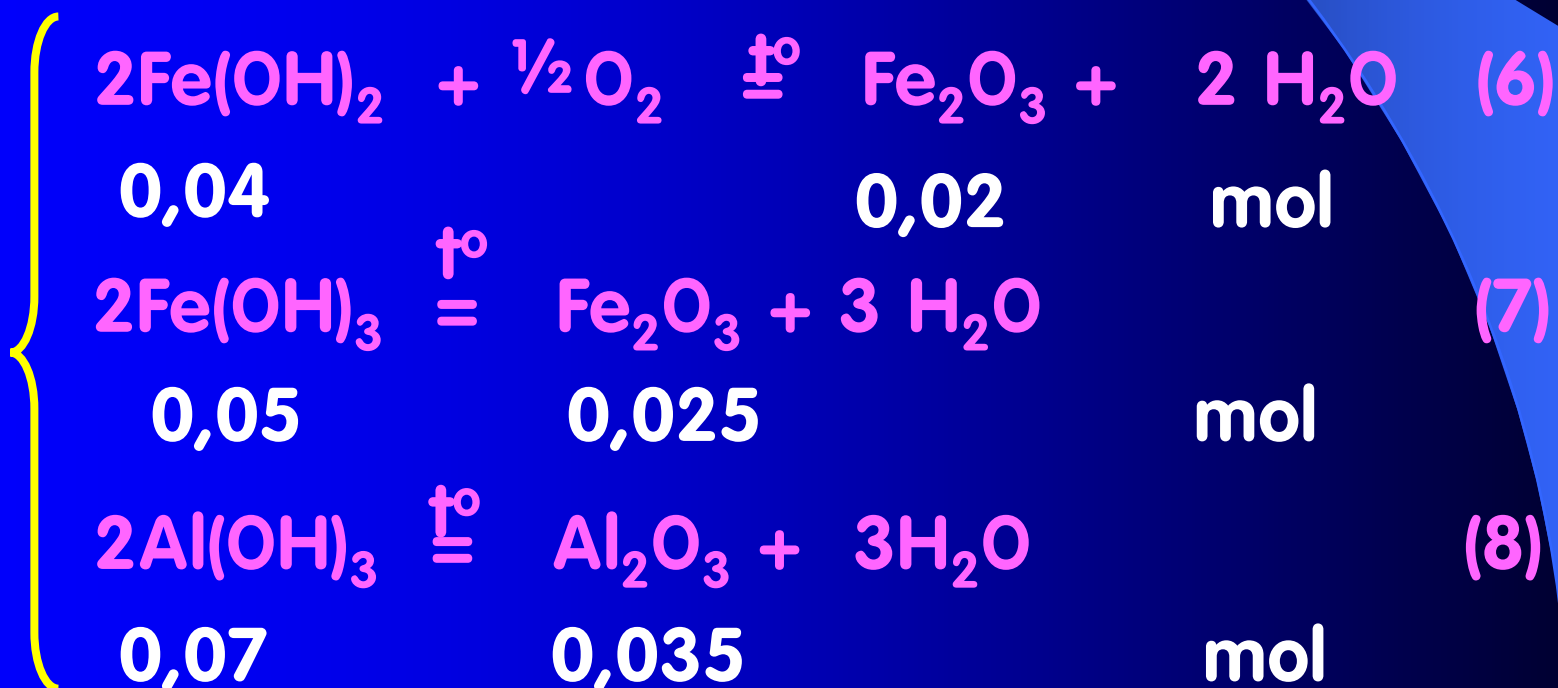 2Fe(OH)₂ + ½ O₂ t° = Fe₂O₃ + 2 H₂O (6)
0,04 0,02 mol
2Fe(OH)₃ t° = Fe₂O₃ + 3 H₂O (7)
0,05 0,025 mol
2Al(OH)₃ t° = Al₂O₃ + 3H₂O (8)
0,07 0,035 mol